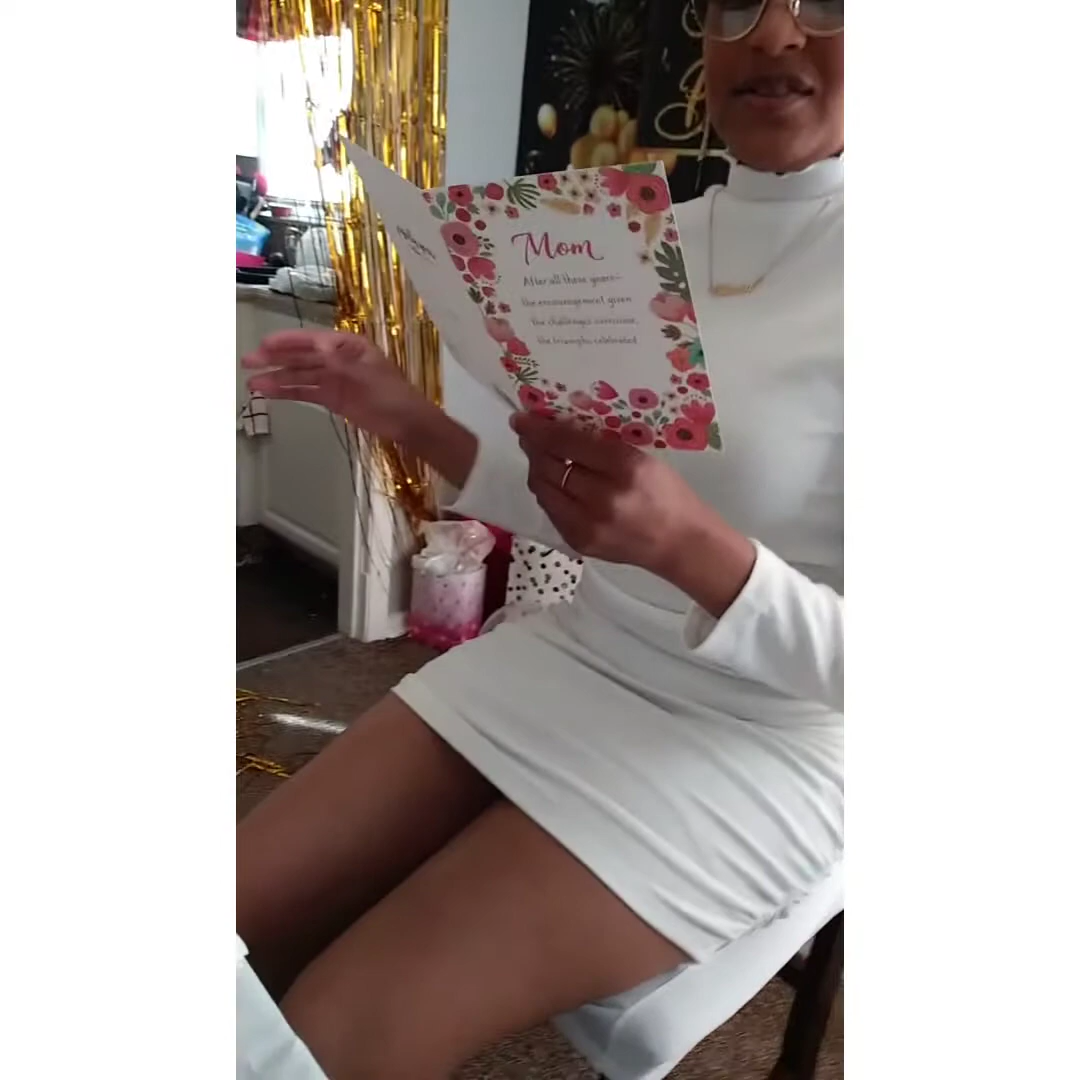 Mom
After all these years—
the encouragement given
the challenges overcome,
the triumphs celebrated